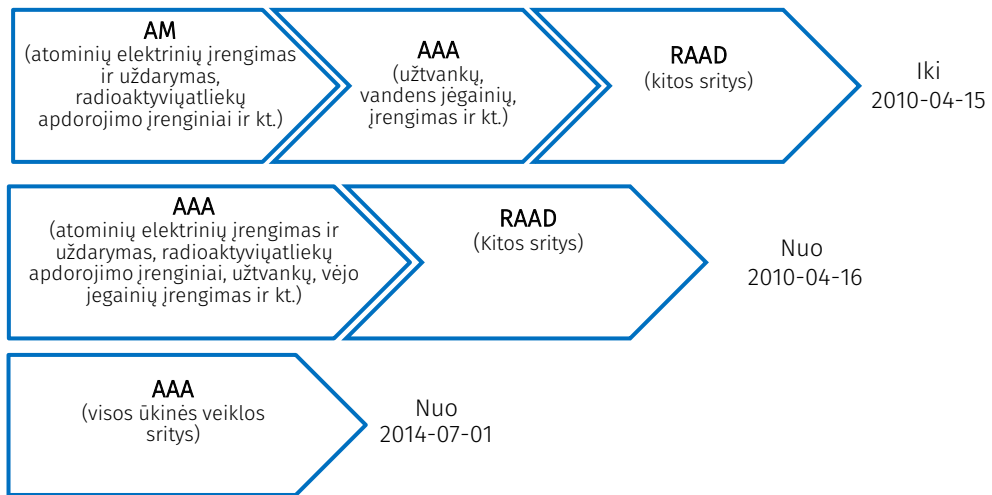 AM
(atominių elektrinių įrengimas
ir uždarymas,
radioaktyviųatliekų
apdorojimo įrenginiai ir kt.)
AAA
(užtvankų,
vandens jėgainių,
įrengimas ir kt.)
RAAD
(kitos sritys)
Iki
2010-04-15
AAA
(atominių elektrinių įrengimas ir
uždarymas, radioaktyviųatliekų
apdorojimo įrenginiai, užtvankų, vėjo
jegainių įrengimas ir kt.)
RAAD
(Kitos sritys)
Nuo
2010-04-16
AAA
(visos ūkinės veiklos
sritys)
Nuo
2014-07-01